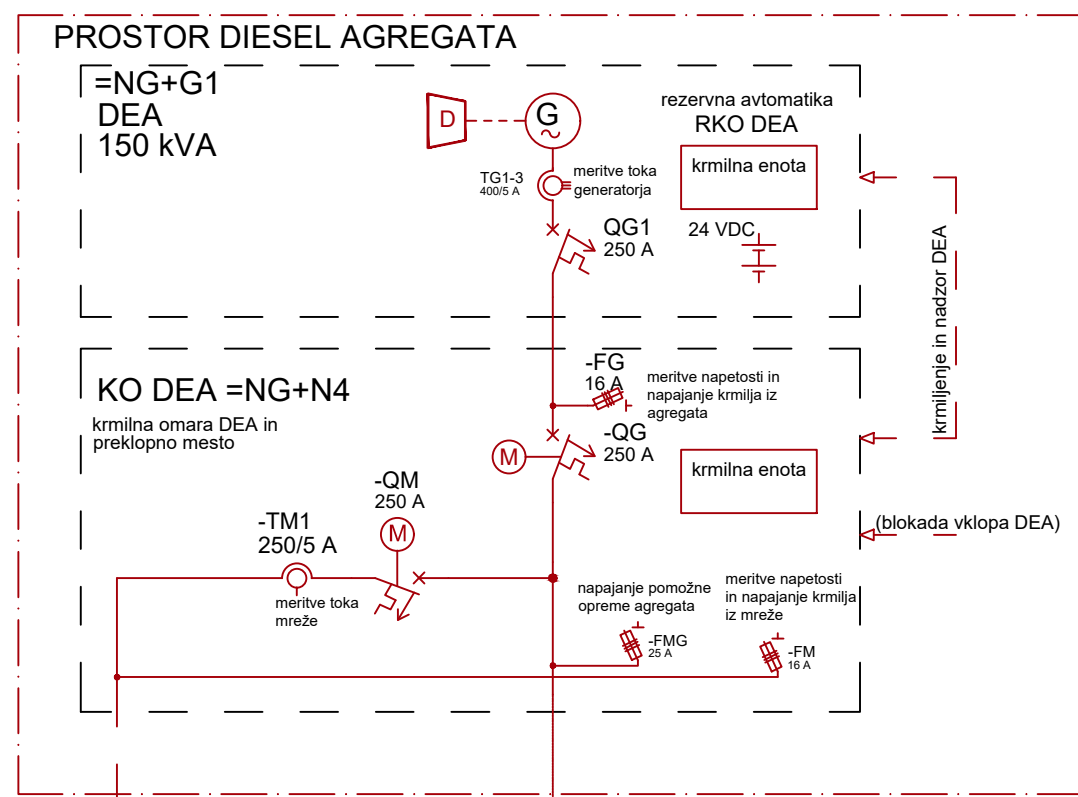 PROSTOR DIESEL AGREGATA
=NG+G1
DEA
150 kVA
D
G
rezervna avtomatika
RKO DEA
krmilna enota
TG1-3
400/5 A
meritve toka
generatorja
QG1
250 A
24 VDC
krmiljenje in nadzor DEA
KO DEA =NG+N4
krmilna omara DEA in
preklopno mesto
-FG
16 A
meritve napetosti in
napajanje krmilja iz
agregata
M
-QG
250 A
krmilna enota
-QM
250 A
M
-TM1
250/5 A
meritve toka
mreže
(blokada vklopa DEA)
napajanje pomožne
opreme agregata
-FMG
25 A
meritve napetosti
in napajanje krmilja
iz mreže
-FM
16 A